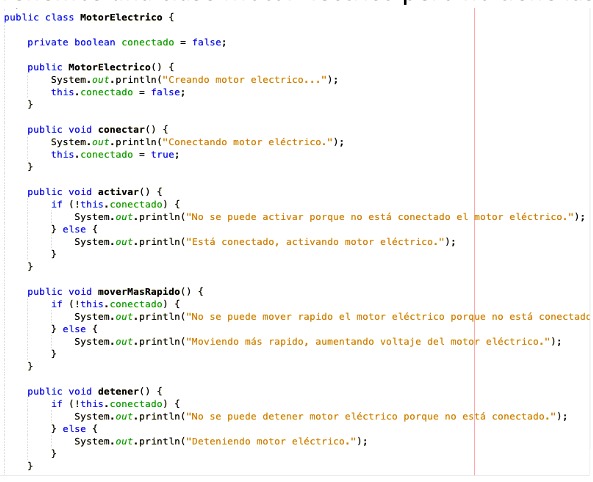 public class MotorElectrico {
private boolean conectado = false;
public MotorElectrico() {
System.out.println("Creando motor electrico...");
this.conectado = false;
}
public void conectar() {
System.out.println("Conectando motor eléctrico.");
this.conectado = true;
}
public void activar() {
if (!this.conectado) {
System.out.println("No se puede activar porque no está conectado el motor eléctrico.");
} else {
System.out.println("Está conectado, activando motor eléctrico.");
}
}
public void moverMasRapido() {
if (!this.conectado) {
System.out.println("No se puede mover rapido el motor eléctrico porque no está conectado
} else {
System.out.println("Moviendo más rapido, aumentando voltaje del motor eléctrico.");
}
}
public void detener() {
if (!this.conectado) {
System.out.println("No se puede detener motor eléctrico porque no está conectado.");
} else {
System.out.println("Deteniendo motor eléctrico.");
}
}